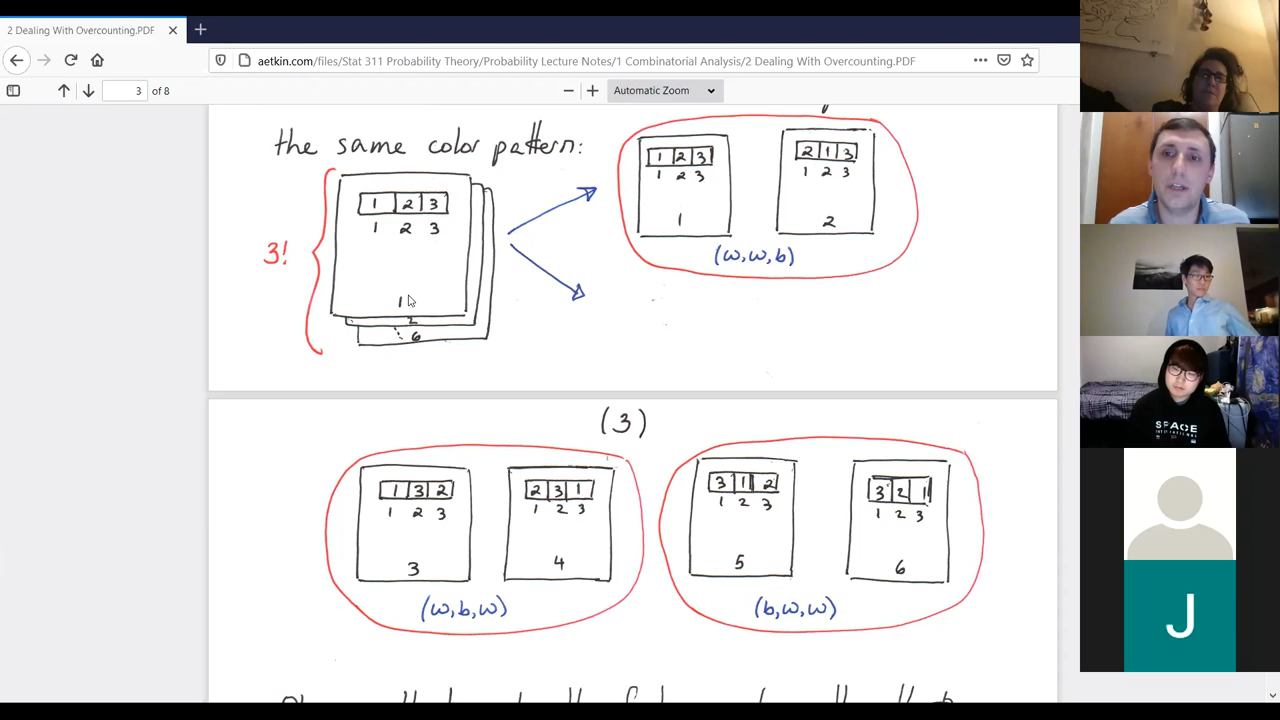 2 Dealing With Overcounting.PDF
aetkin.com/files/Stat 311 Probability Theory/Probability Lecture Notes/1 Combinatorial Analysis/2 Dealing With Overcounting.PDF
3 of 8
Automatic Zoom
the same color pattern:
3!
1 2 3
1 2 3
1
2
6
1 2 3
1 2 3
1
2 1 3
1 2 3
2
(w,w,b)
(3)
1 3 2
1 2 3
3
2 3 1
1 2 3
4
(w,b,w)
3 1 2
1 2 3
5
3 2 1
1 2 3
6
(b,w,w)
SPACE
J